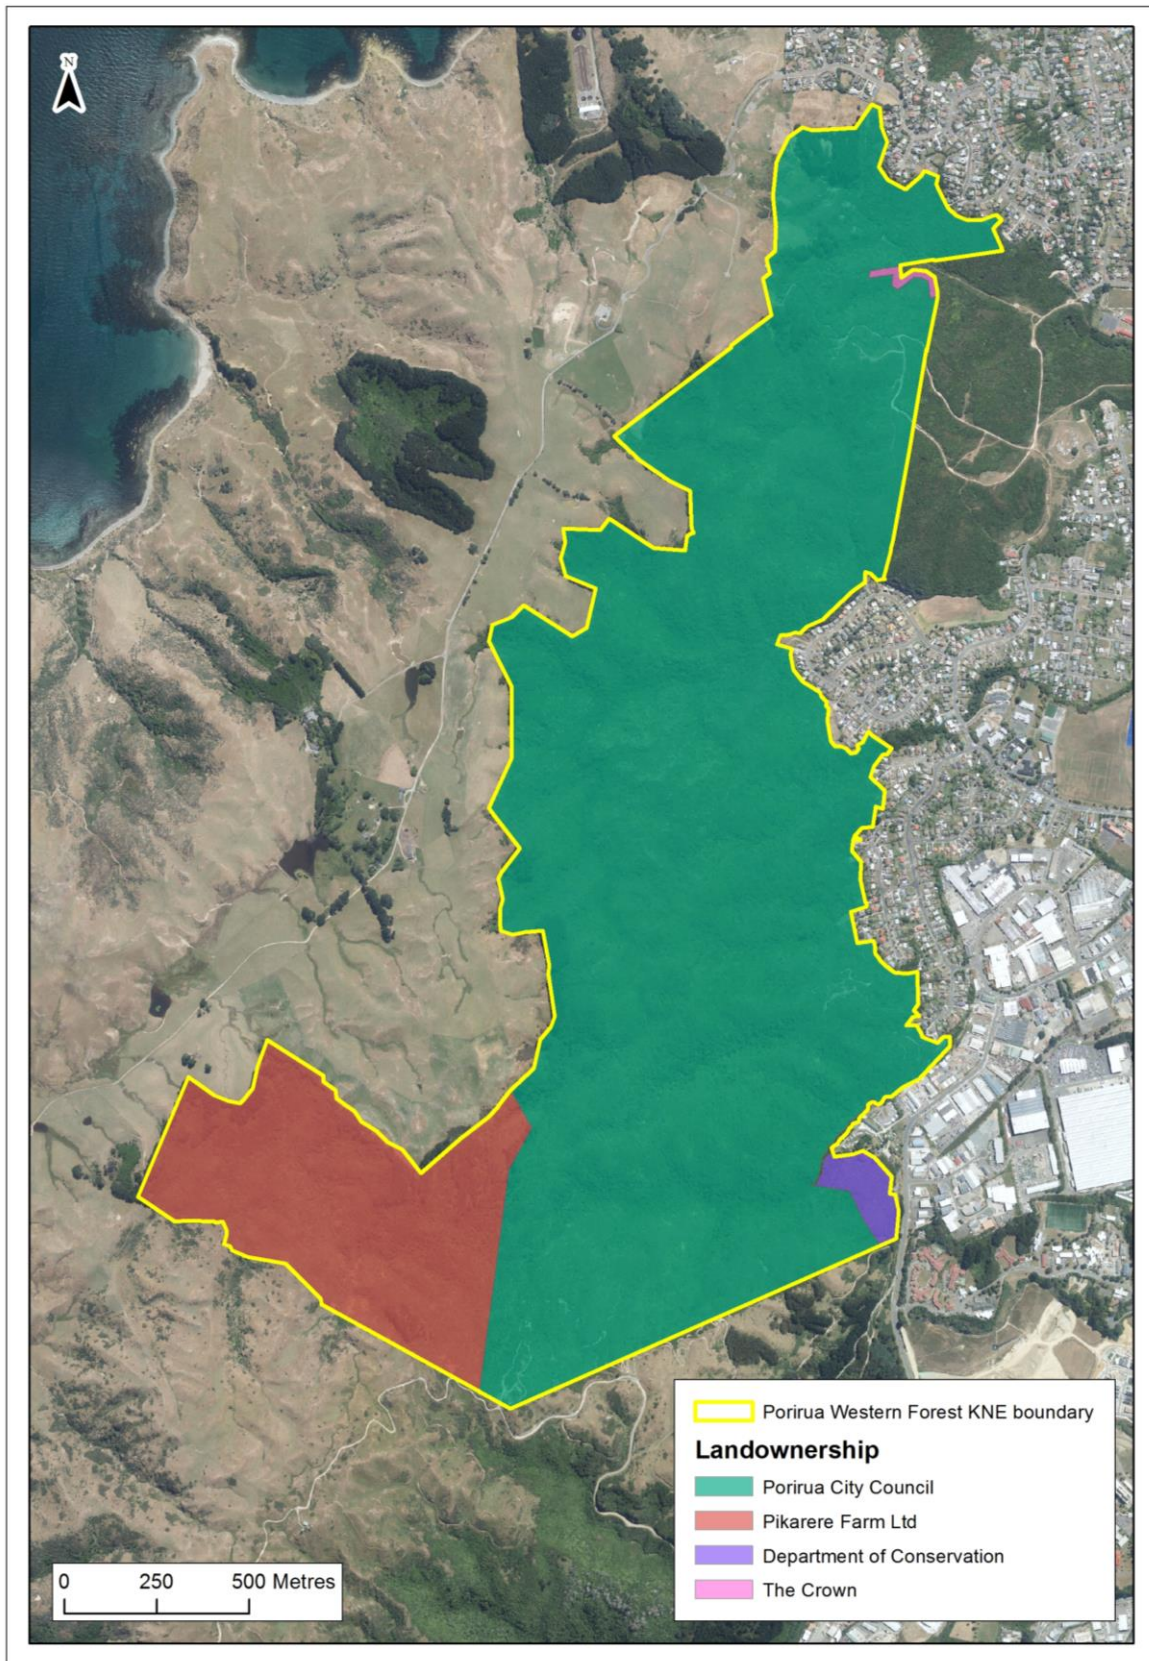 N
Porirua Western Forest KNE boundary
Landownership
Porirua City Council
Pikarere Farm Ltd
Department of Conservation
The Crown
0 250 500 Metres